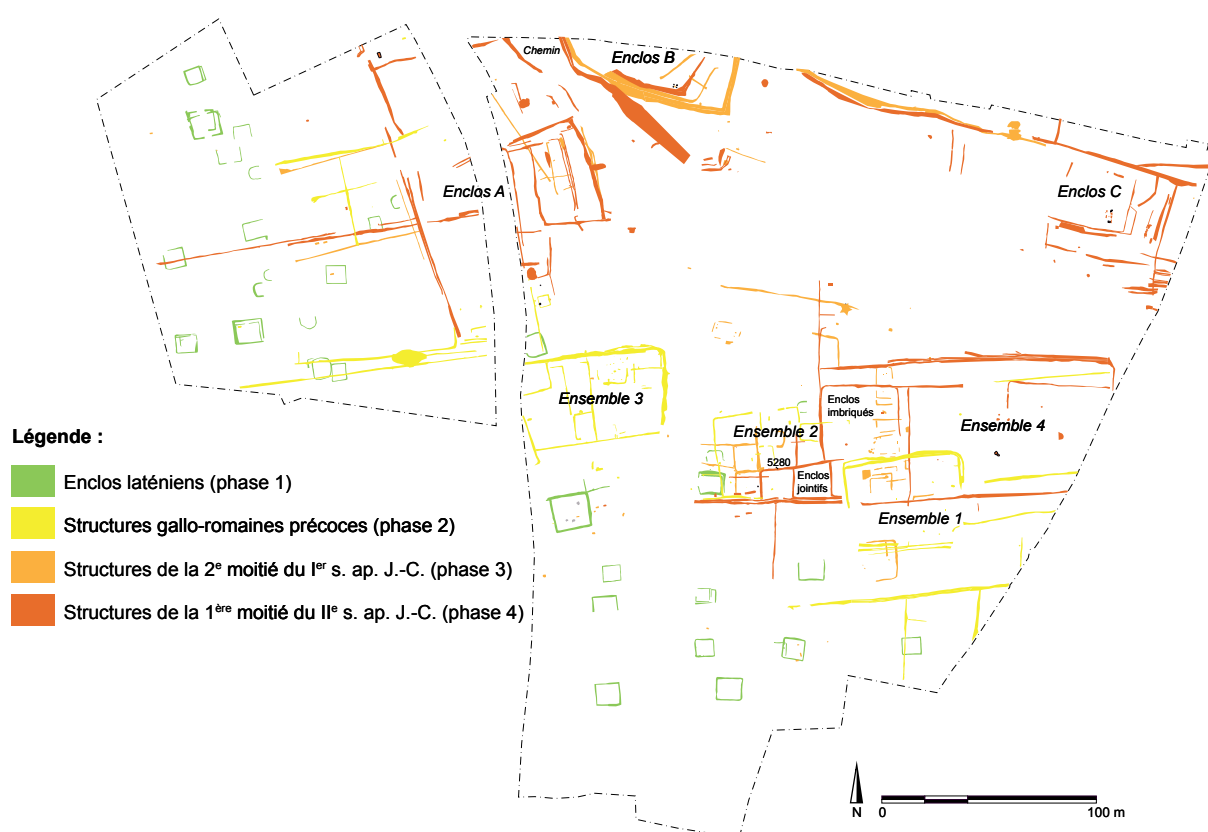 Chemin
Enclos B
Enclos A
Enclos C
Ensemble 3
Enclos
imbriqués
Ensemble 2
Ensemble 4
5280
Enclos
jointifs
Ensemble 1
Légende :
Enclos laténiens (phase 1)
Structures gallo-romaines précoces (phase 2)
Structures de la 2e moitié du Ier s. ap. J.-C. (phase 3)
Structures de la 1ère moitié du IIe s. ap. J.-C. (phase 4)
N
0
100 m